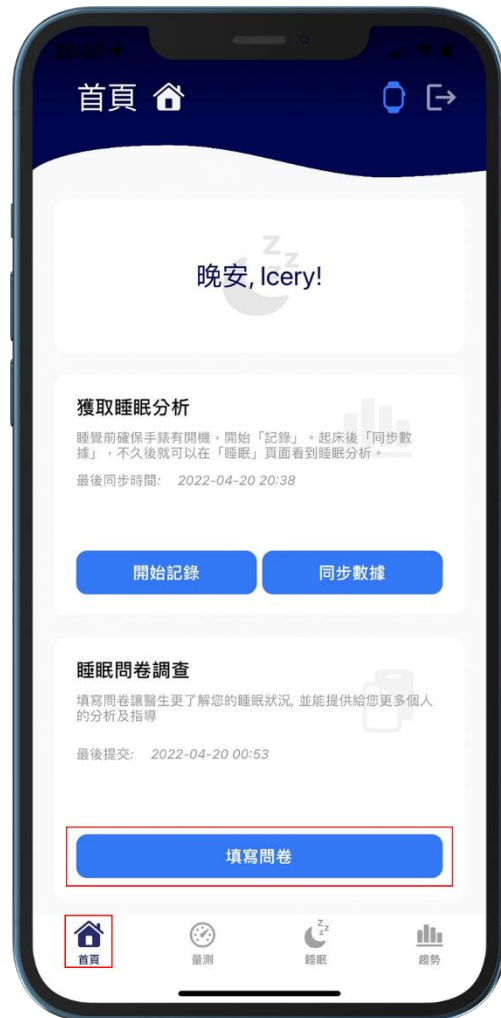 20:38
首頁
晚安, Icery!
獲取睡眠分析
睡覺前確保手錶有開機，開始「記錄」。起床後「同步數
據」，不久後就可以在「睡眠」頁面看到睡眠分析。
最後同步時間: 2022-04-20 20:38
開始記錄 同步數據
睡眠問卷調查
填寫問卷讓醫生更了解您的睡眠狀況, 並能提供給您更多個人
的分析及指導
最後提交: 2022-04-20 00:53
填寫問卷
首頁 量測 睡眠 趨勢